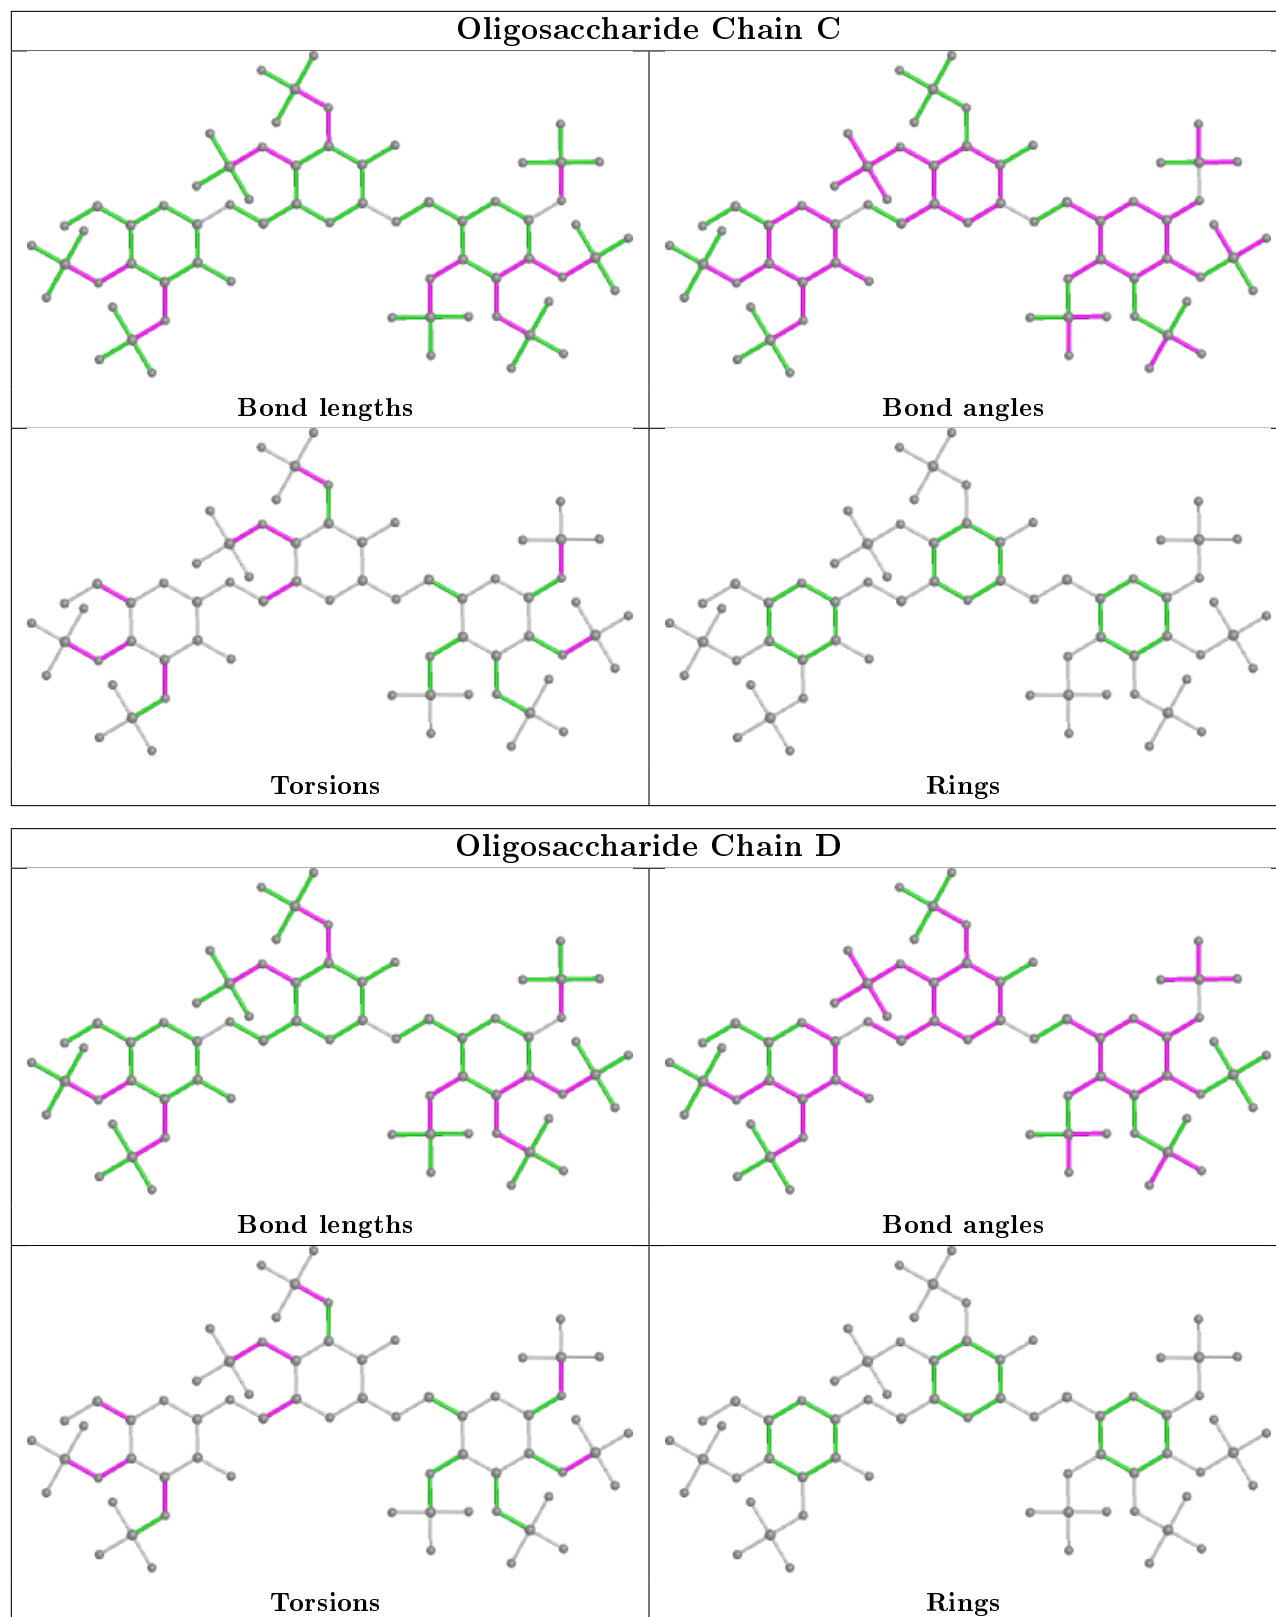 Oligosaccharide Chain C
Bond lengths
Bond angles
Torsions
Rings
Oligosaccharide Chain D
Bond lengths
Bond angles
Torsions
Rings